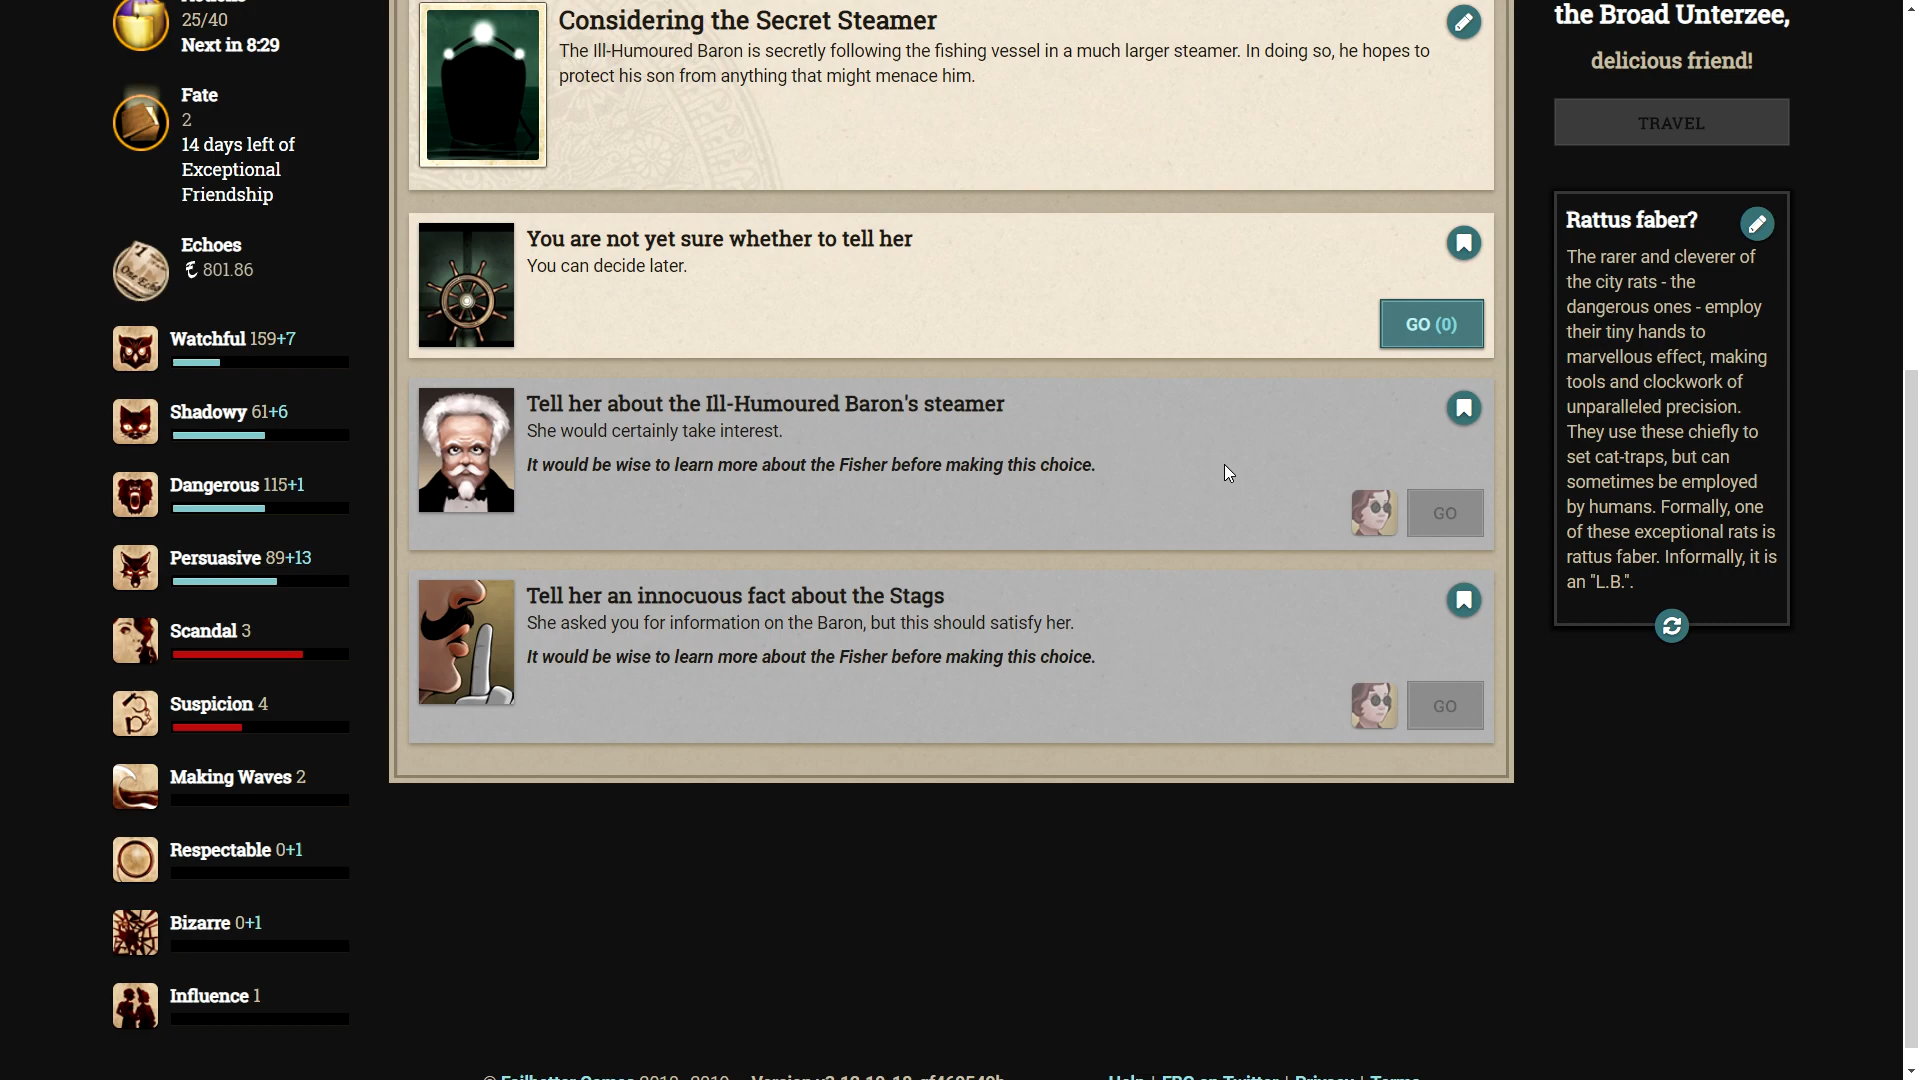 25/40
Next in 8:29
Fate
2
14 days left of
Exceptional
Friendship
Echoes
801.86
Watchful 159+7
Shadowy 61+6
Dangerous 115+1
Persuasive 89+13
Scandal 3
Suspicion 4
Making Waves 2
Respectable 0+1
Bizarre 0+1
Influence 1
Considering the Secret Steamer
The Ill-Humoured Baron is secretly following the fishing vessel in a much larger steamer. In doing so, he hopes to
protect his son from anything that might menace him.
You are not yet sure whether to tell her
You can decide later.
GO (0)
Tell her about the Ill-Humoured Baron's steamer
She would certainly take interest.
It would be wise to learn more about the Fisher before making this choice.
GO
Tell her an innocuous fact about the Stags
She asked you for information on the Baron, but this should satisfy her.
It would be wise to learn more about the Fisher before making this choice.
GO
the Broad Unterzee,
delicious friend!
TRAVEL
Rattus faber?
The rarer and cleverer of
the city rats - the
dangerous ones - employ
their tiny hands to
marvellous effect, making
tools and clockwork of
unparalleled precision.
They use these chiefly to
set cat-traps, but can
sometimes be employed
by humans. Formally, one
of these exceptional rats is
rattus faber. Informally, it is
an "L.B.".